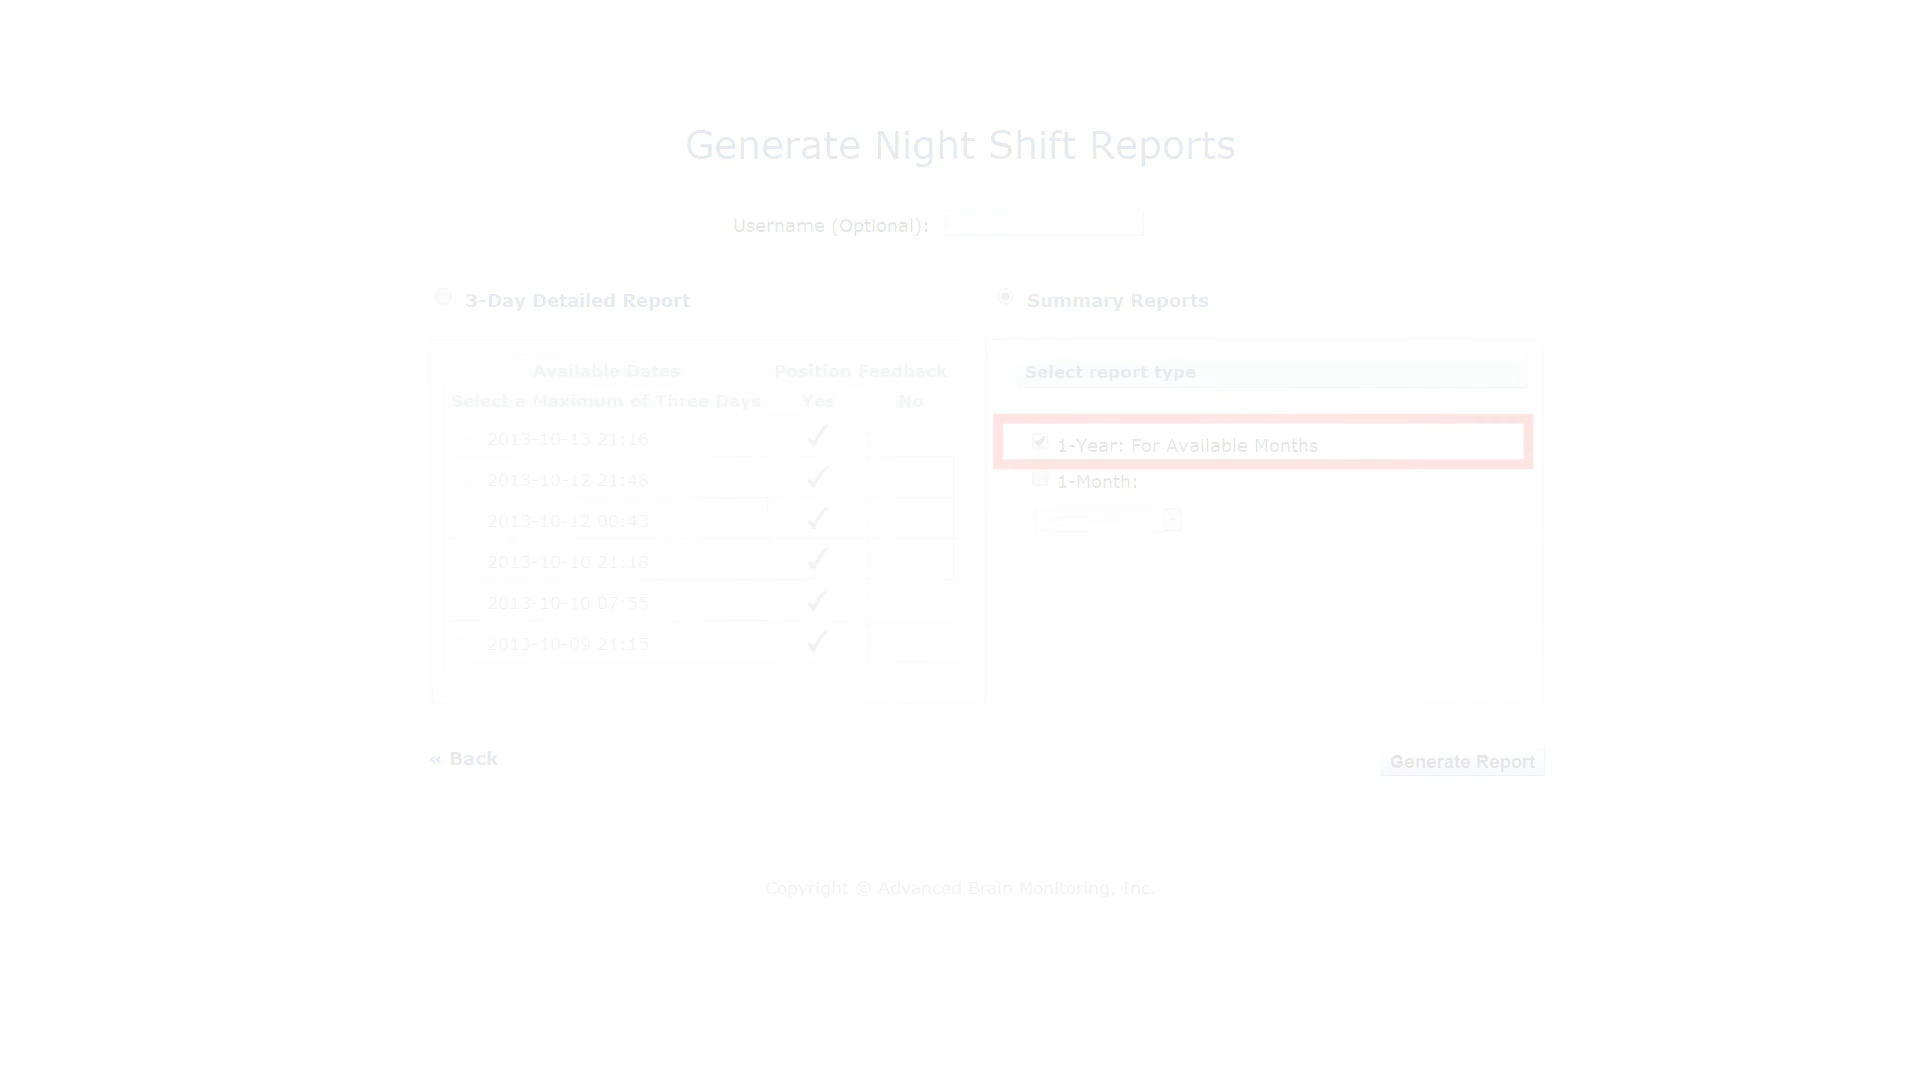 Generate Night Shift Reports
Username (Optional):
3-Day Detailed Report
Available Dates Position Feedback
Select a Maximum of Three Days Yes No
2013-10-13 21:16
2013-10-12 21:48
2013-10-12 00:43
2013-10-10 21:18
2013-10-10 07:55
2013-10-09 21:15
Summary Reports
Select report type
1-Year: For Available Months
1-Month:
« Back
Generate Report
Copyright © Advanced Brain Monitoring, Inc.